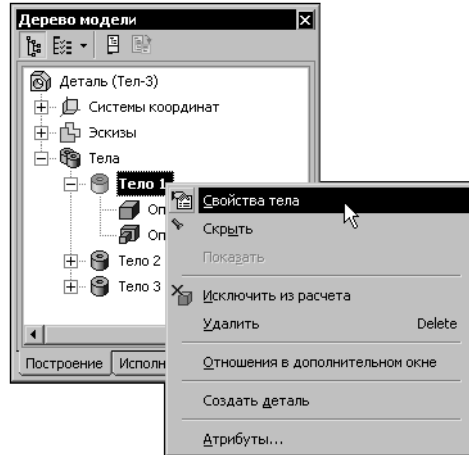 Дерево модели
Деталь (Тел-3)
Системы координат
Эскизы
Тела
Тело 1
Оп
Оп
Тело 2
Тело 3
Построение Исполн
Свойства тела
Скрыть
Показать
Исключить из расчета
Удалить Delete
Отношения в дополнительном окне
Создать деталь
Атрибуты...